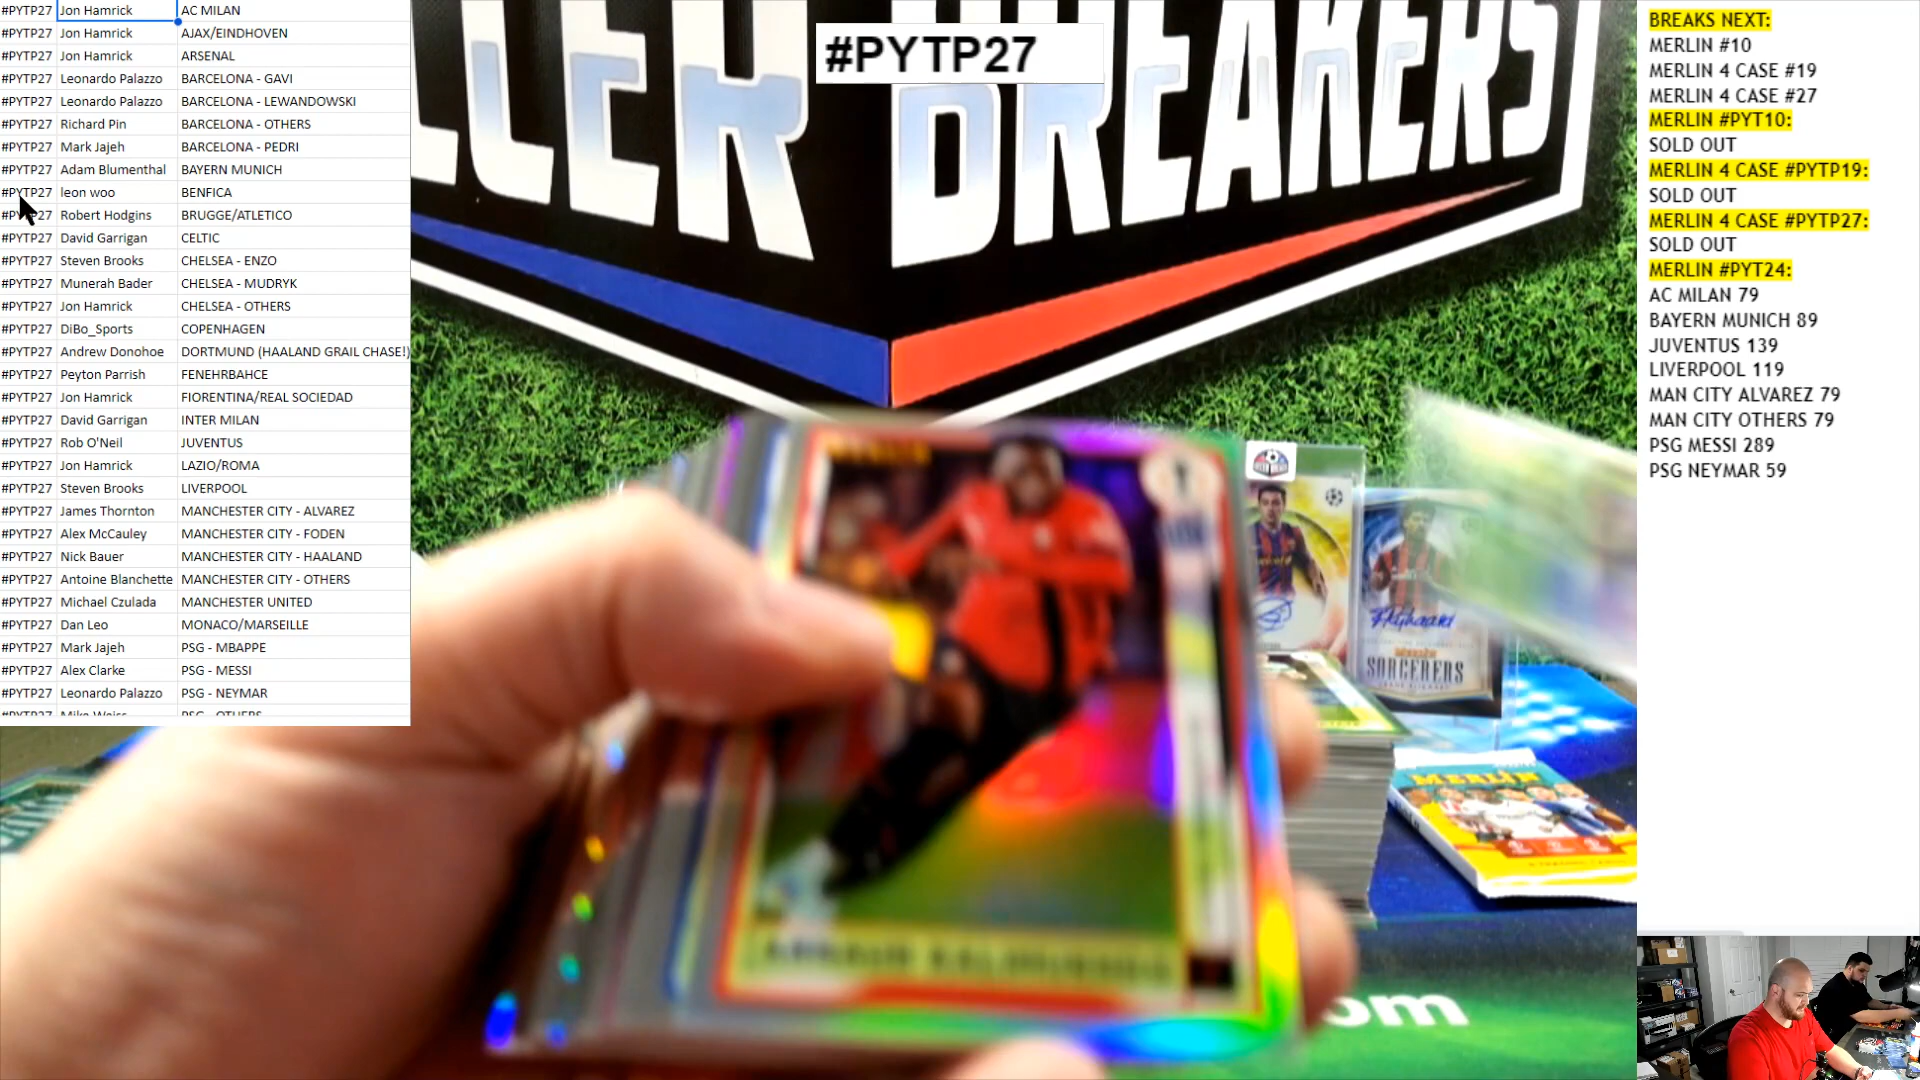 #PYTP27 Jon Hamrick AC MILAN
#PYTP27 Jon Hamrick AJAX/EINDHOVEN
#PYTP27 Jon Hamrick ARSENAL
#PYTP27 Leonardo Palazzo BARCELONA - GAVI
#PYTP27 Leonardo Palazzo BARCELONA - LEWANDOWSKI
#PYTP27 Richard Pin BARCELONA - OTHERS
#PYTP27 Mark Jajeh BARCELONA - PEDRI
#PYTP27 Adam Blumenthal BAYERN MUNICH
#PYTP27 leon woo BENFICA
#PYTP27 Robert Hodgins BRUGGE/ATLETICO
#PYTP27 David Garrigan CELTIC
#PYTP27 Steven Brooks CHELSEA - ENZO
#PYTP27 Munerah Bader CHELSEA - MUDRYK
#PYTP27 Jon Hamrick CHELSEA - OTHERS
#PYTP27 DiBo_Sports COPENHAGEN
#PYTP27 Andrew Donohoe DORTMUND (HAALAND GRAIL CHASE!)
#PYTP27 Peyton Parrish FENEHRBAHCE
#PYTP27 Jon Hamrick FIORENTINA/REAL SOCIEDAD
#PYTP27 David Garrigan INTER MILAN
#PYTP27 Rob O'Neil JUVENTUS
#PYTP27 Jon Hamrick LAZIO/ROMA
#PYTP27 Steven Brooks LIVERPOOL
#PYTP27 James Thornton MANCHESTER CITY - ALVAREZ
#PYTP27 Alex McCauley MANCHESTER CITY - FODEN
#PYTP27 Nick Bauer MANCHESTER CITY - HAALAND
#PYTP27 Antoine Blanchette MANCHESTER CITY - OTHERS
#PYTP27 Michael Czulada MANCHESTER UNITED
#PYTP27 Dan Leo MONACO/MARSEILLE
#PYTP27 Mark Jajeh PSG - MBAPPE
#PYTP27 Alex Clarke PSG - MESSI
#PYTP27 Leonardo Palazzo PSG - NEYMAR
#PYTP27 Mike Weiss PSG - OTHERS
#PYTP27
BREAKERS
SORCERERS
MERLIN
om
BREAKS NEXT:
MERLIN #10
MERLIN 4 CASE #19
MERLIN 4 CASE #27
MERLIN #PYT10:
SOLD OUT
MERLIN 4 CASE #PYTP19:
SOLD OUT
MERLIN 4 CASE #PYTP27:
SOLD OUT
MERLIN #PYT24:
AC MILAN 79
BAYERN MUNICH 89
JUVENTUS 139
LIVERPOOL 119
MAN CITY ALVAREZ 79
MAN CITY OTHERS 79
PSG MESSI 289
PSG NEYMAR 59